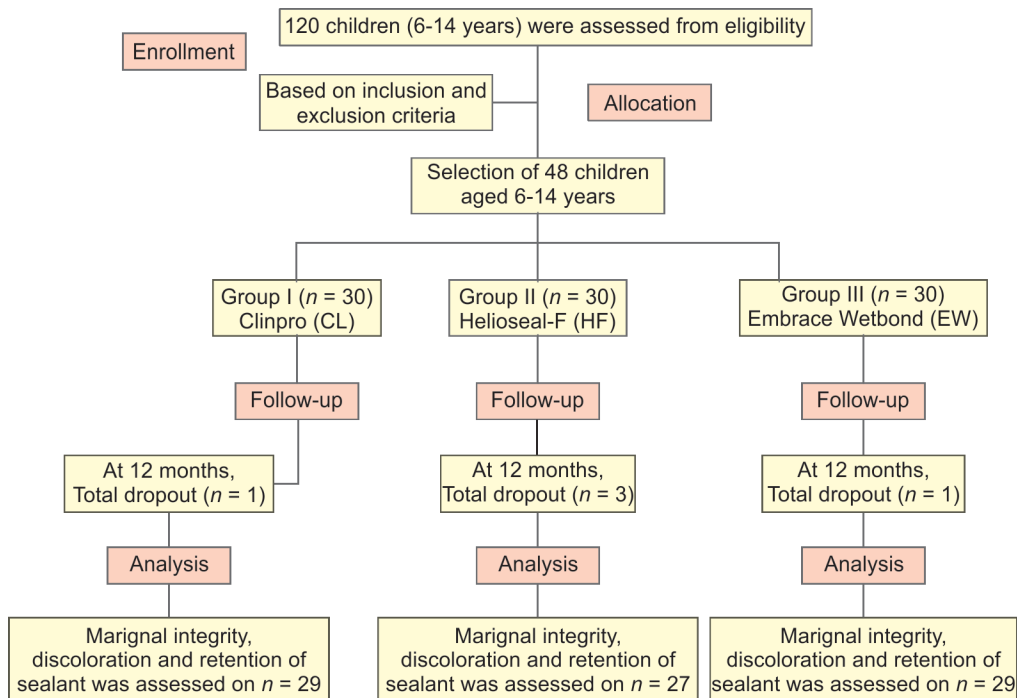 120 children (6-14 years) were assessed from eligibility
Enrollment
Based on inclusion and
exclusion criteria
Allocation
Selection of 48 children
aged 6-14 years
Group I (n = 30)
Clinpro (CL)
Group II (n = 30)
Helioseal-F (HF)
Group III (n = 30)
Embrace Wetbond (EW)
Follow-up
Follow-up
Follow-up
At 12 months,
Total dropout (n = 1)
At 12 months,
Total dropout (n = 3)
At 12 months,
Total dropout (n = 1)
Analysis
Analysis
Analysis
Marignal integrity,
discoloration and retention of
sealant was assessed on n = 29
Marignal integrity,
discoloration and retention of
sealant was assessed on n = 27
Marignal integrity,
discoloration and retention of
sealant was assessed on n = 29